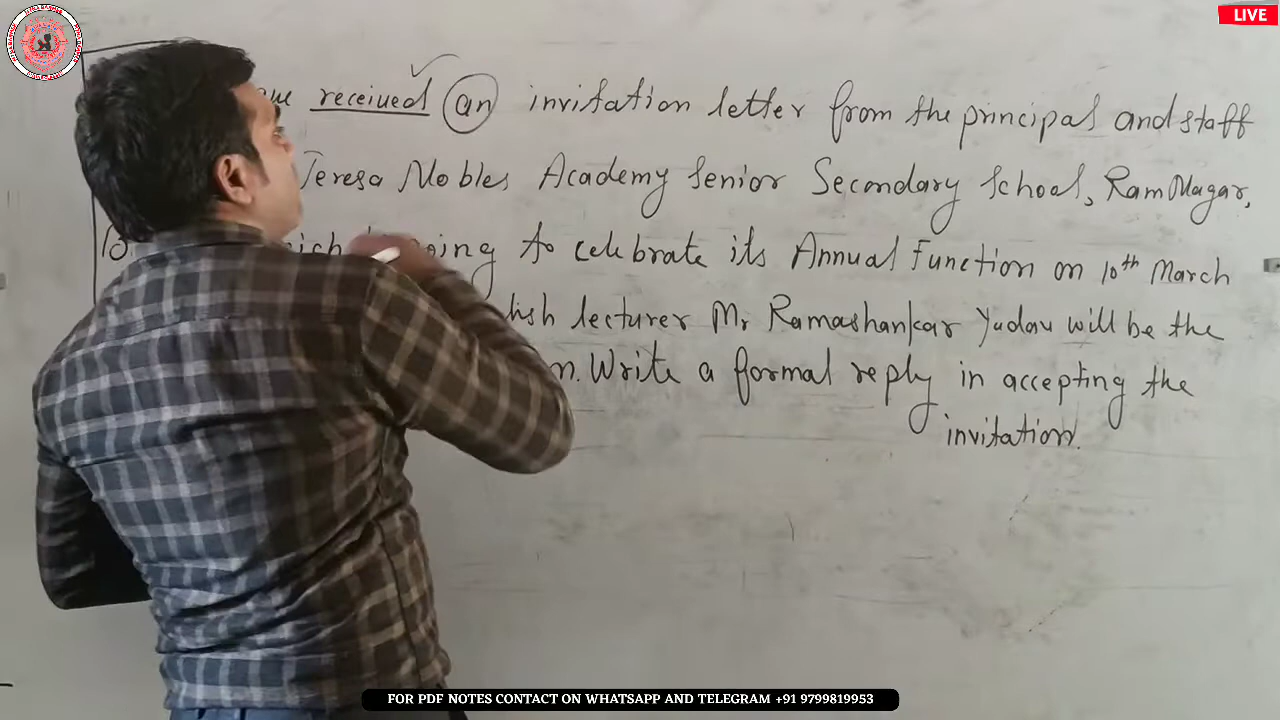 LIVE
received an invitation letter from the principal and staff
Teresa Nobles Academy Senior Secondary School, RamNagar,
going to celebrate its Annual Function on 10th March
lecturer Mr Ramashankar Yadav will be the
Write a formal reply in accepting the
invitation.
FOR PDF NOTES CONTACT ON WHATSAPP AND TELEGRAM +91 9799819953